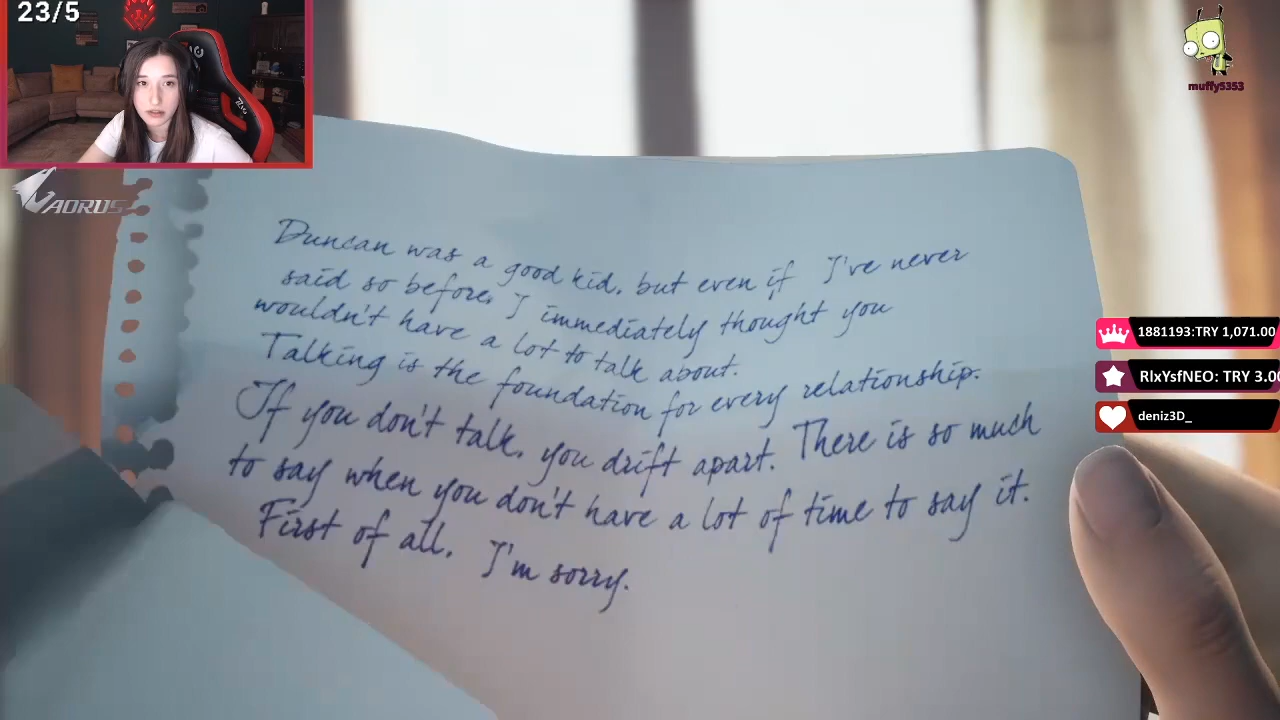 23/5
muffy5353
AORUS
Duncan was a good kid, but even if I've never
said so before, I immediately thought you
wouldn't have a lot to talk about.
Talking is the foundation for every relationship.
If you don't talk, you drift apart. There is so much
to say when you don't have a lot of time to say it.
First of all, I'm sorry.
1881193:TRY 1,071.00
RlxYsfNEO: TRY 3.00
deniz3D_